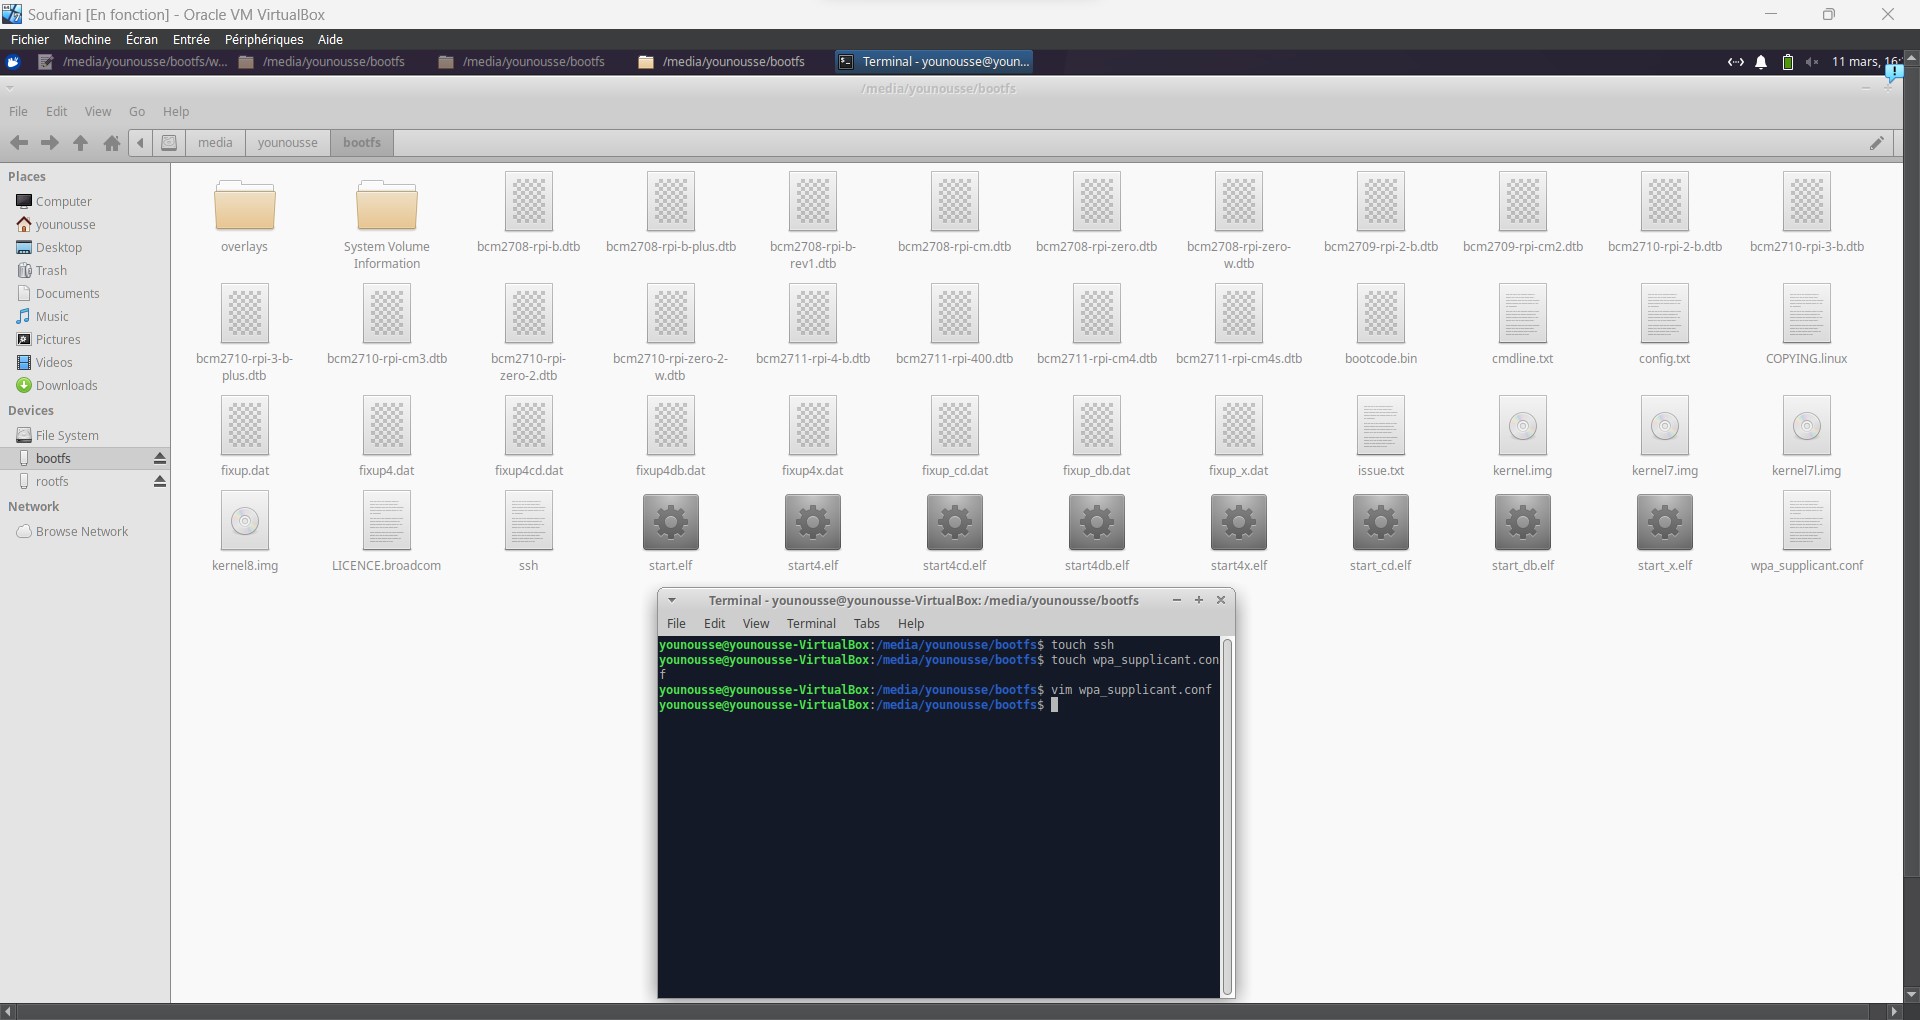 Soufiani [En fonction] - Oracle VM VirtualBox
Fichier Machine Écran Entrée Périphériques Aide
/media/younousse/bootfs/w... /media/younousse/bootfs /media/younousse/bootfs /media/younousse/bootfs Terminal - younousse@youn... 11 mars, 16:
/media/younousse/bootfs
File Edit View Go Help
media younousse bootfs
Places
Computer
younousse
Desktop
Trash
Documents
Music
Pictures
Videos
Downloads
Devices
File System
bootfs
rootfs
Network
Browse Network
overlays System Volume bcm2708-rpi-b.dtb bcm2708-rpi-b-plus.dtb bcm2708-rpi-b- bcm2708-rpi-cm.dtb bcm2708-rpi-zero.dtb bcm2708-rpi-zero- bcm2709-rpi-2-b.dtb bcm2709-rpi-cm2.dtb bcm2710-rpi-2-b.dtb bcm2710-rpi-3-b.dtb
Information rev1.dtb w.dtb
bcm2710-rpi-3-b- bcm2710-rpi-cm3.dtb bcm2710-rpi- bcm2710-rpi-zero-2- bcm2711-rpi-4-b.dtb bcm2711-rpi-400.dtb bcm2711-rpi-cm4.dtb bcm2711-rpi-cm4s.dtb bootcode.bin cmdline.txt config.txt COPYING.linux
plus.dtb zero-2.dtb w.dtb
fixup.dat fixup4.dat fixup4cd.dat fixup4db.dat fixup4x.dat fixup_cd.dat fixup_db.dat fixup_x.dat issue.txt kernel.img kernel7.img kernel7l.img
kernel8.img LICENCE.broadcom ssh start.elf start4.elf start4cd.elf start4db.elf start4x.elf start_cd.elf start_db.elf start_x.elf wpa_supplicant.conf
Terminal - younousse@younousse-VirtualBox: /media/younousse/bootfs
File Edit View Terminal Tabs Help
younousse@younousse-VirtualBox:/media/younousse/bootfs$ touch ssh
younousse@younousse-VirtualBox:/media/younousse/bootfs$ touch wpa_supplicant.con
f
younousse@younousse-VirtualBox:/media/younousse/bootfs$ vim wpa_supplicant.conf
younousse@younousse-VirtualBox:/media/younousse/bootfs$